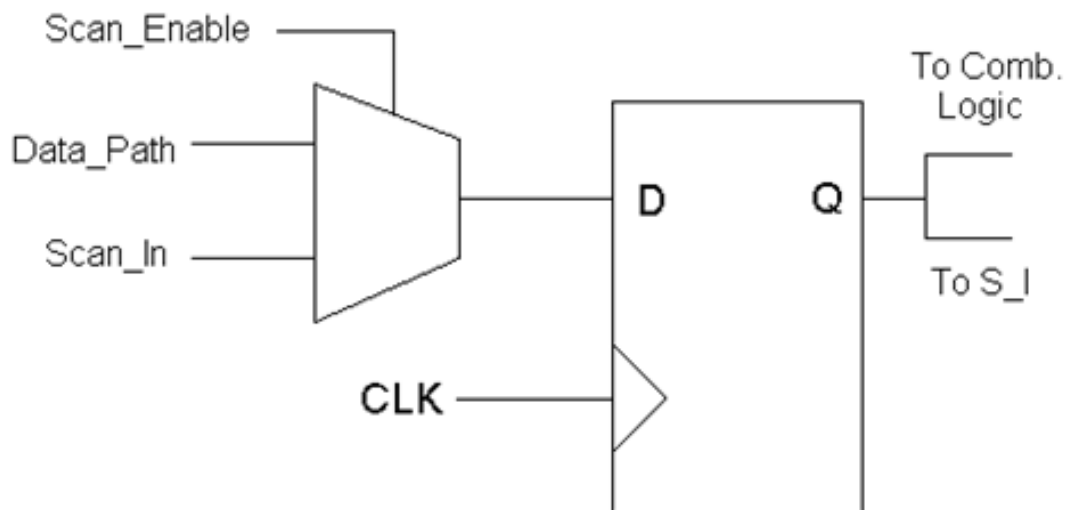 Scan_Enable
To Comb.
Logic
Data_Path
D
Q
Scan_In
To S_I
CLK